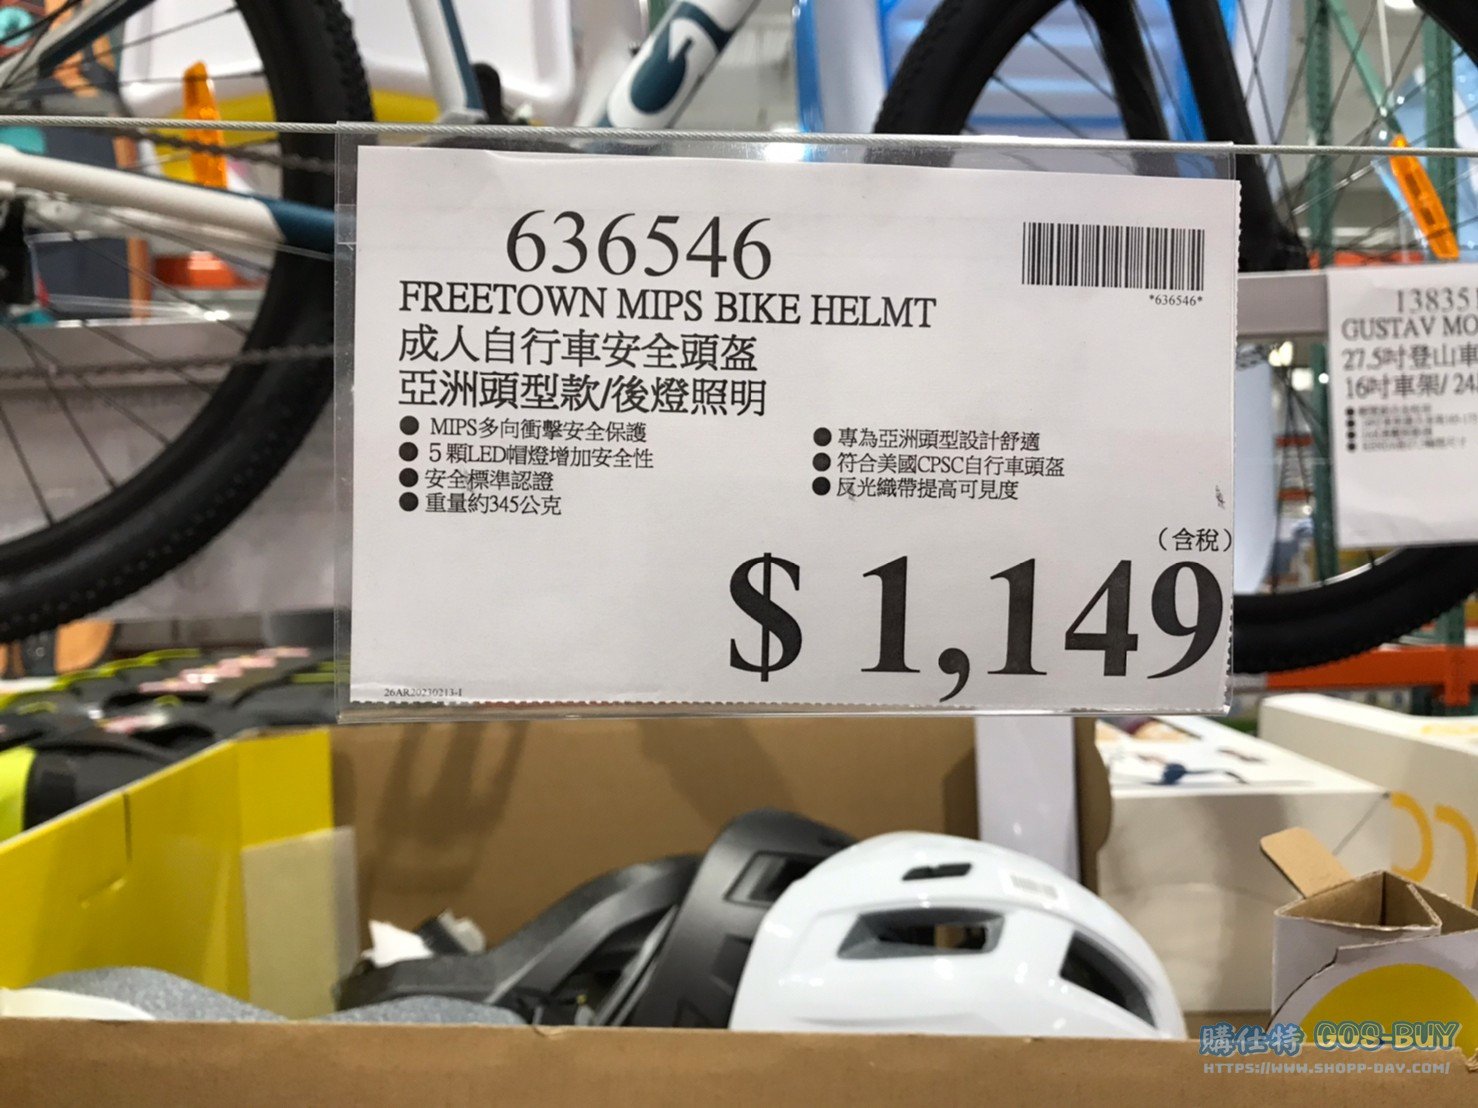 636546
*636546*
FREETOWN MIPS BIKE HELMT
成人自行車安全頭盔
亞洲頭型款/後燈照明
● MIPS多向衝擊安全保護
● 5顆LED帽燈增加安全性
● 安全標準認證
● 重量約345公克
● 專為亞洲頭型設計舒適
● 符合美國CPSC自行車頭盔
● 反光織帶提高可見度
(含稅)
$ 1,149
26AR20230213-1
13835
GUSTAV MO
27.5吋登山車
16吋車架/ 24
購仕特 GOS-BUY
HTTPS://WWW.SHOPP-DAY.COM/